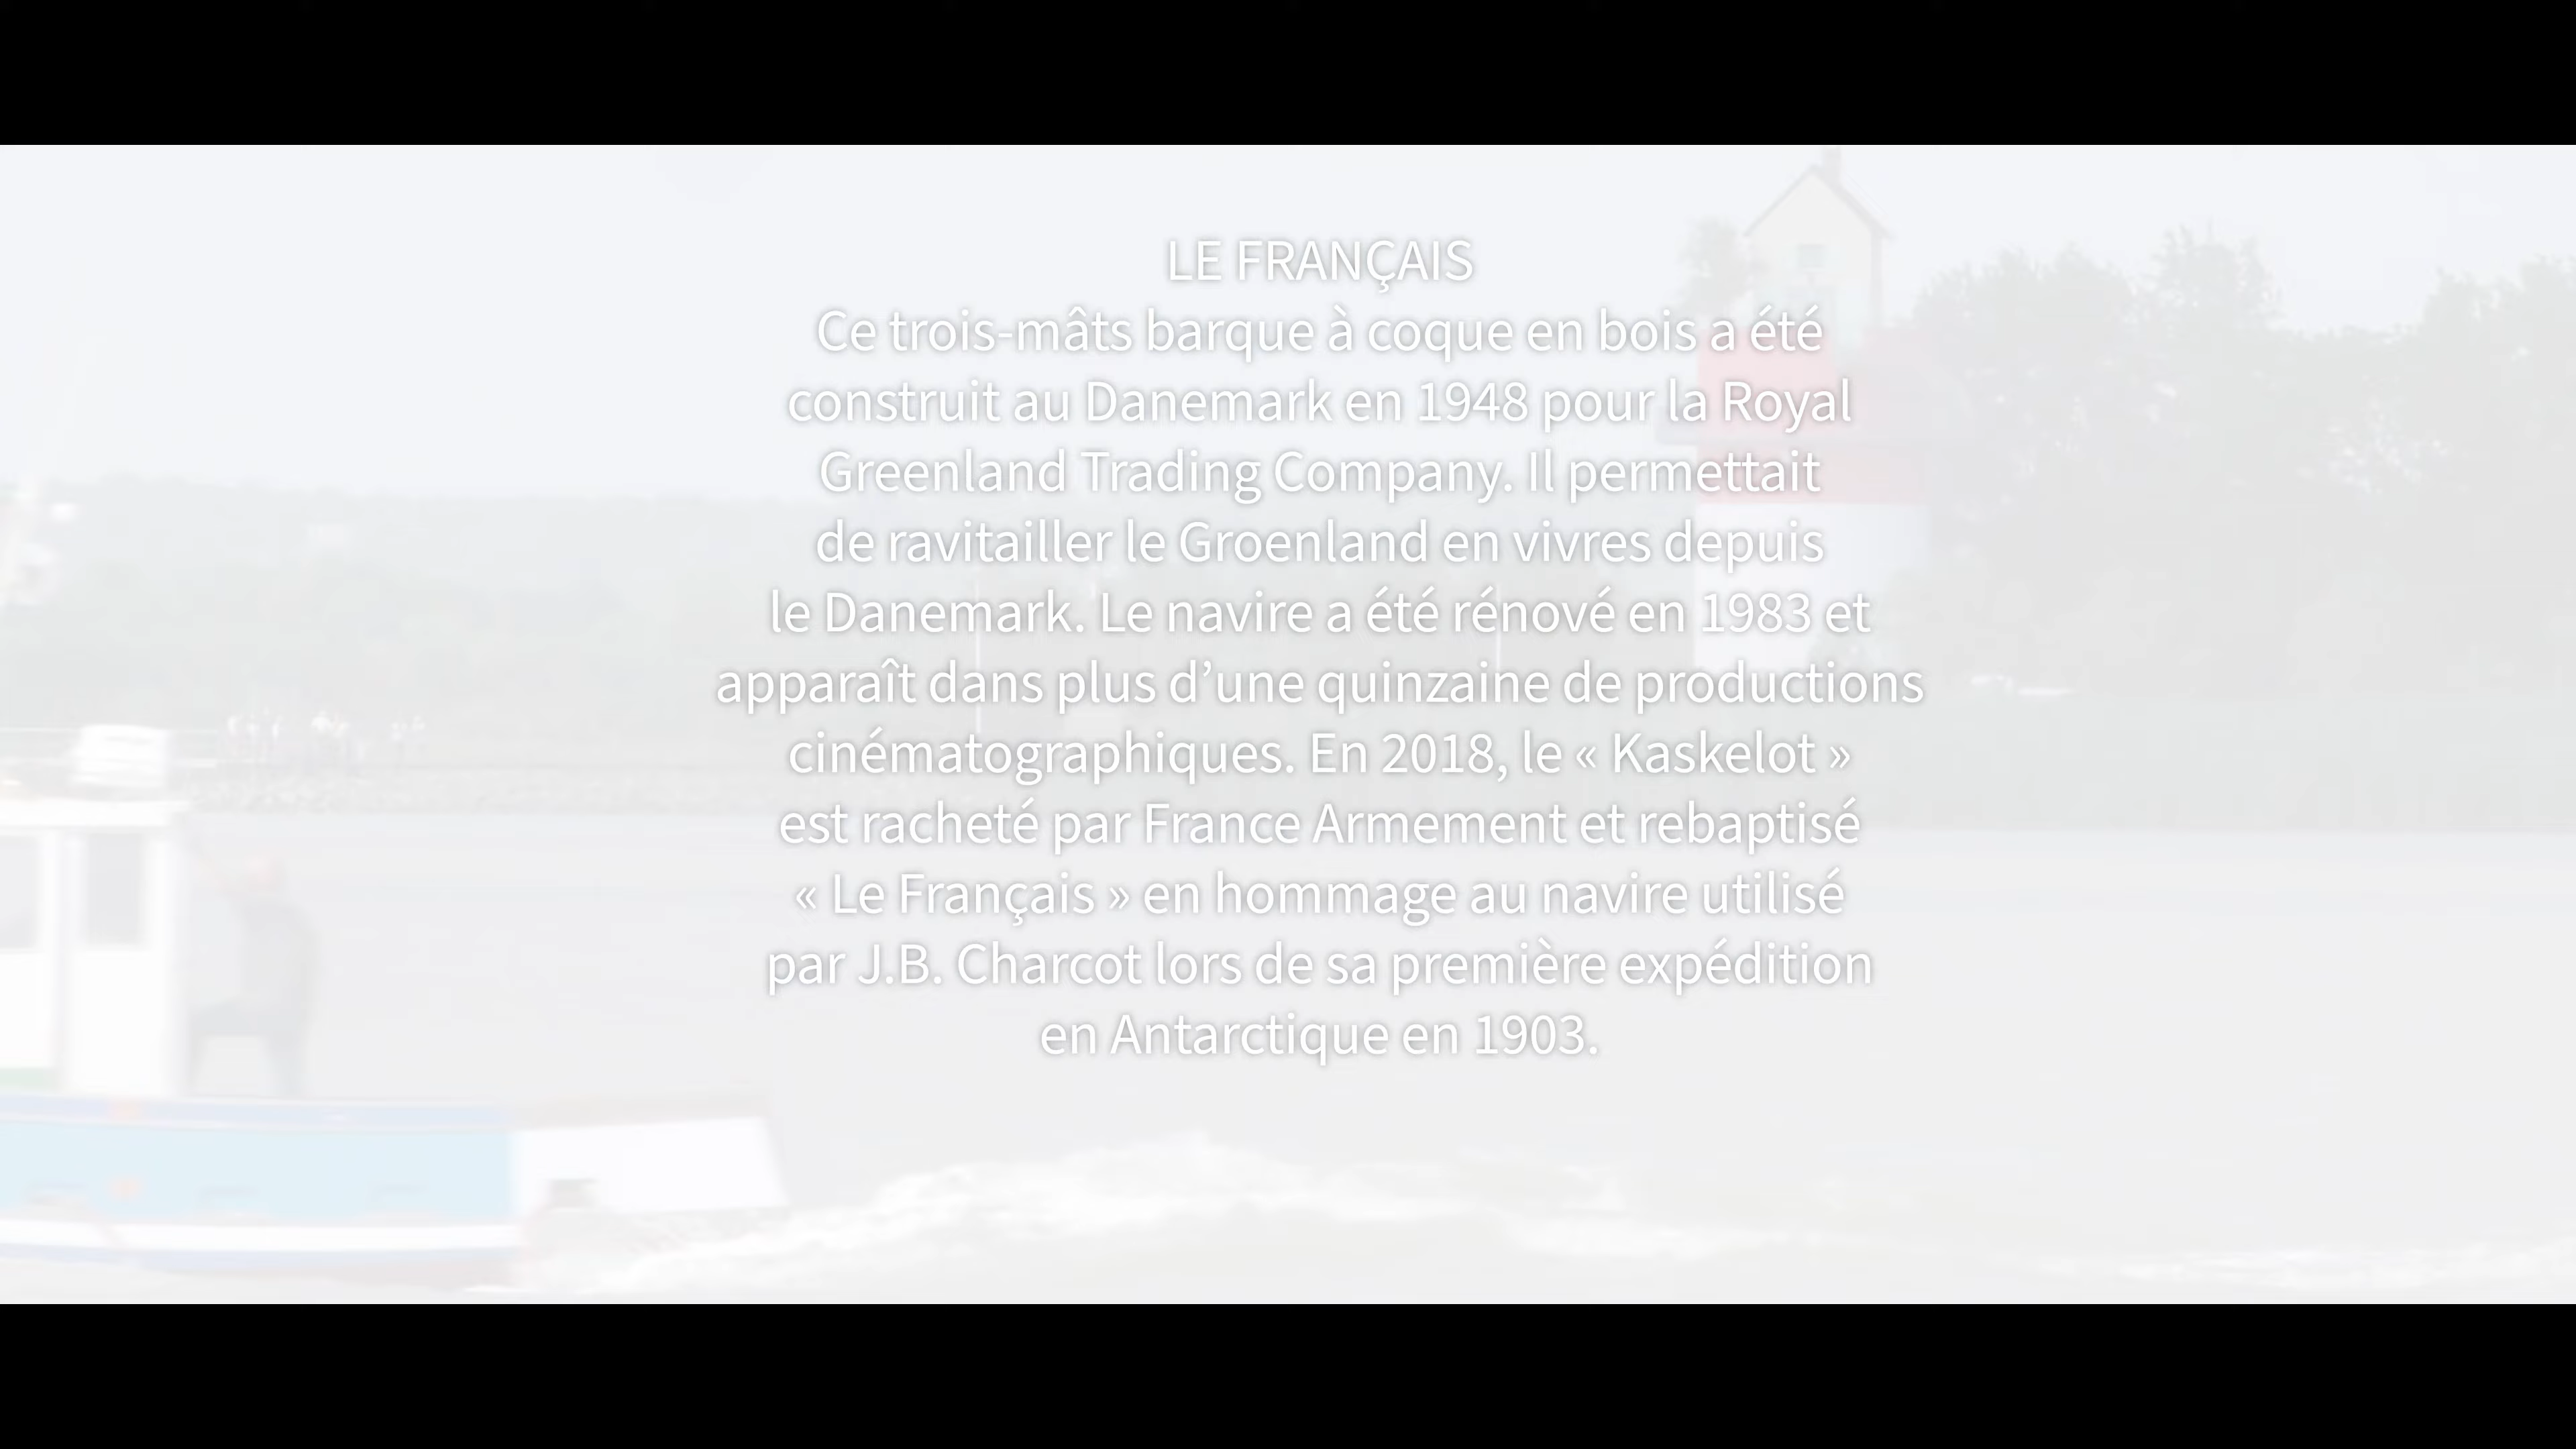 LE FRANÇAIS
Ce trois-mâts barque à coque en bois a été
construit au Danemark en 1948 pour la Royal
Greenland Trading Company. Il permettait
de ravitailler le Groenland en vivres depuis
le Danemark. Le navire a été rénové en 1983 et
apparaît dans plus d’une quinzaine de productions
cinématographiques. En 2018, le « Kaskelot »
est racheté par France Armement et rebaptisé
« Le Français » en hommage au navire utilisé
par J.B. Charcot lors de sa première expédition
en Antarctique en 1903.